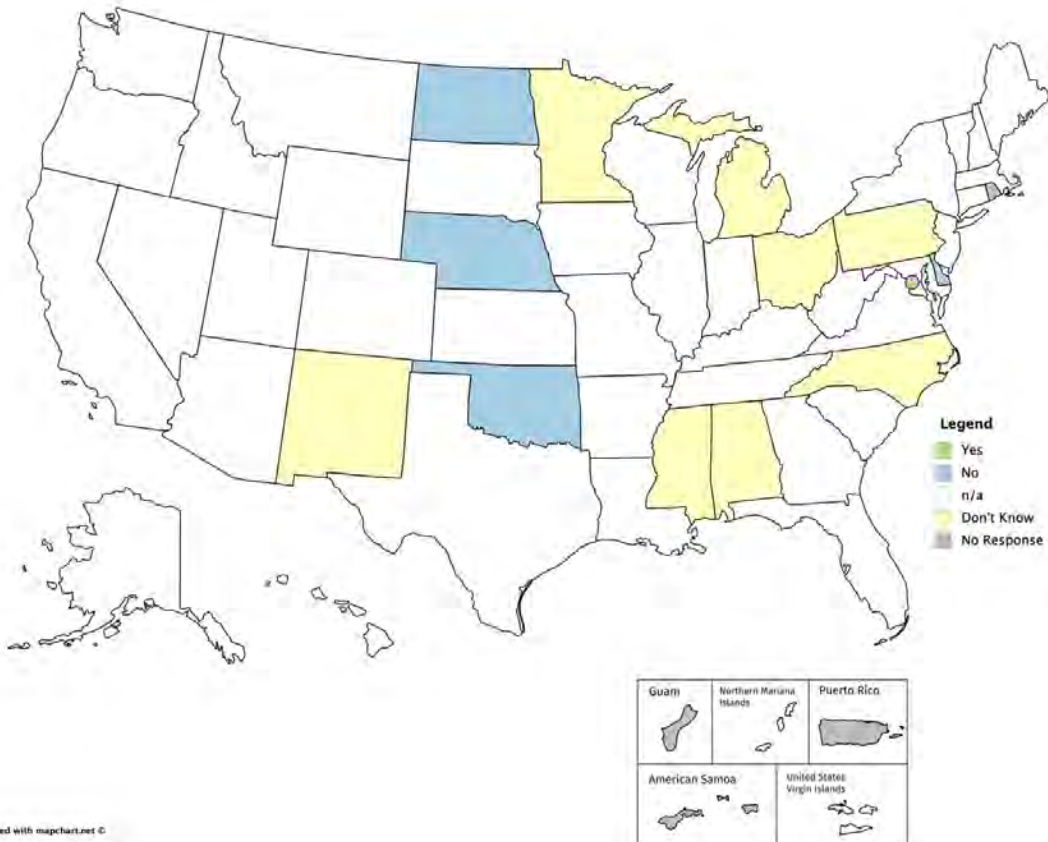 Legend
Yes
No
n/a
Don't Know
No Response
Guam
Northern Mariana
Islands
Puerto Rico
American Samoa
United States
Virgin Islands
ed with mapchart.net ©